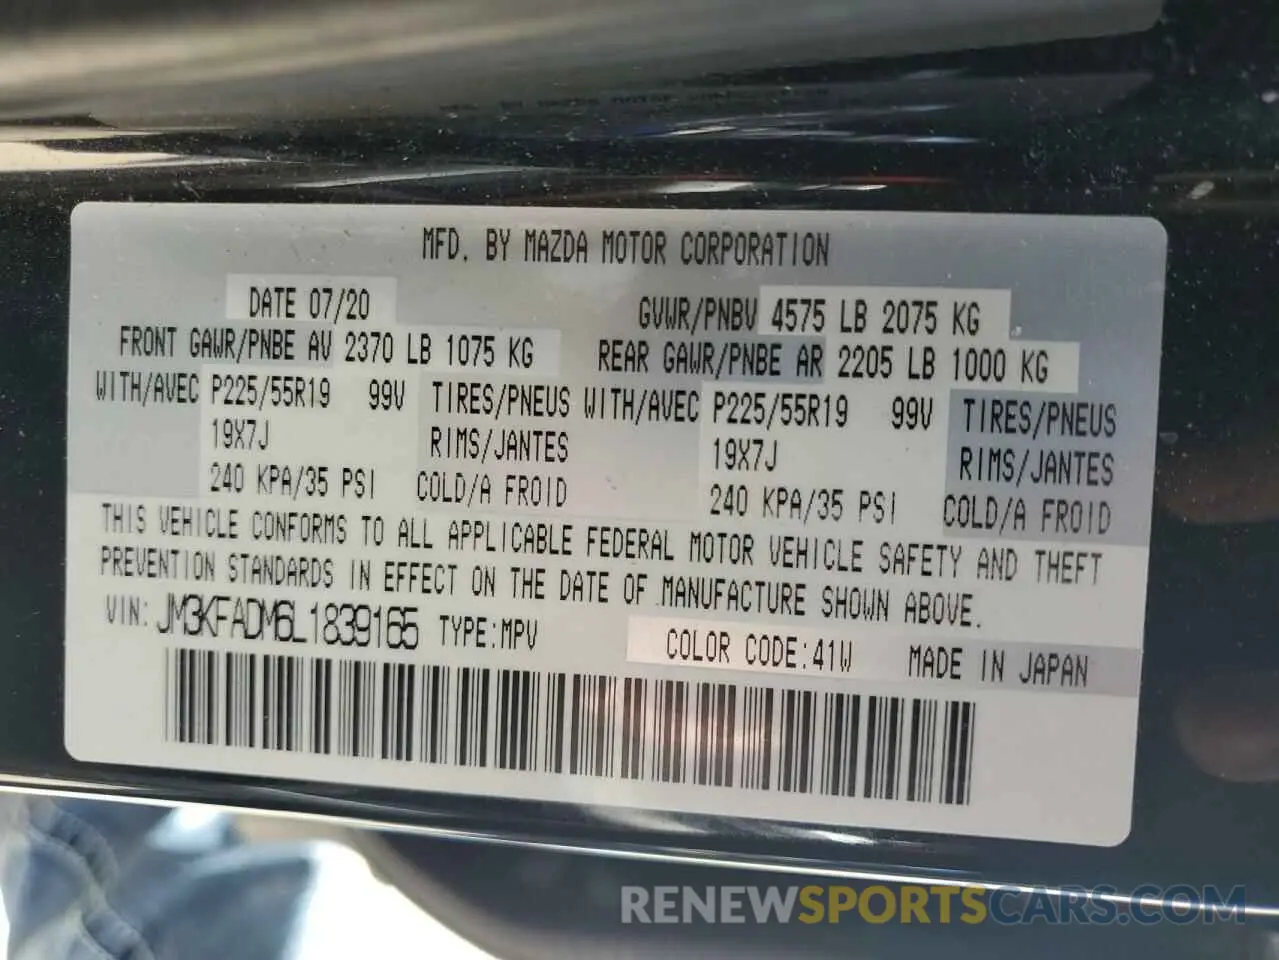 MFD. BY MAZDA MOTOR CORPORATION
DATE 07/20 GVWR/PNBV 4575 LB 2075 KG
FRONT GAWR/PNBE AV 2370 LB 1075 KG REAR GAWR/PNBE AR 2205 LB 1000 KG
WITH/AVEC P225/55R19 99V TIRES/PNEUS WITH/AVEC P225/55R19 99V TIRES/PNEUS
19X7J RIMS/JANTES 19X7J RIMS/JANTES
240 KPA/35 PSI COLD/A FROID 240 KPA/35 PSI COLD/A FROID
THIS VEHICLE CONFORMS TO ALL APPLICABLE FEDERAL MOTOR VEHICLE SAFETY AND THEFT
PREVENTION STANDARDS IN EFFECT ON THE DATE OF MANUFACTURE SHOWN ABOVE.
VIN: JM3KFADM6L1839165 TYPE:MPV COLOR CODE:41W MADE IN JAPAN
RENEWSPORTSCARS.COM